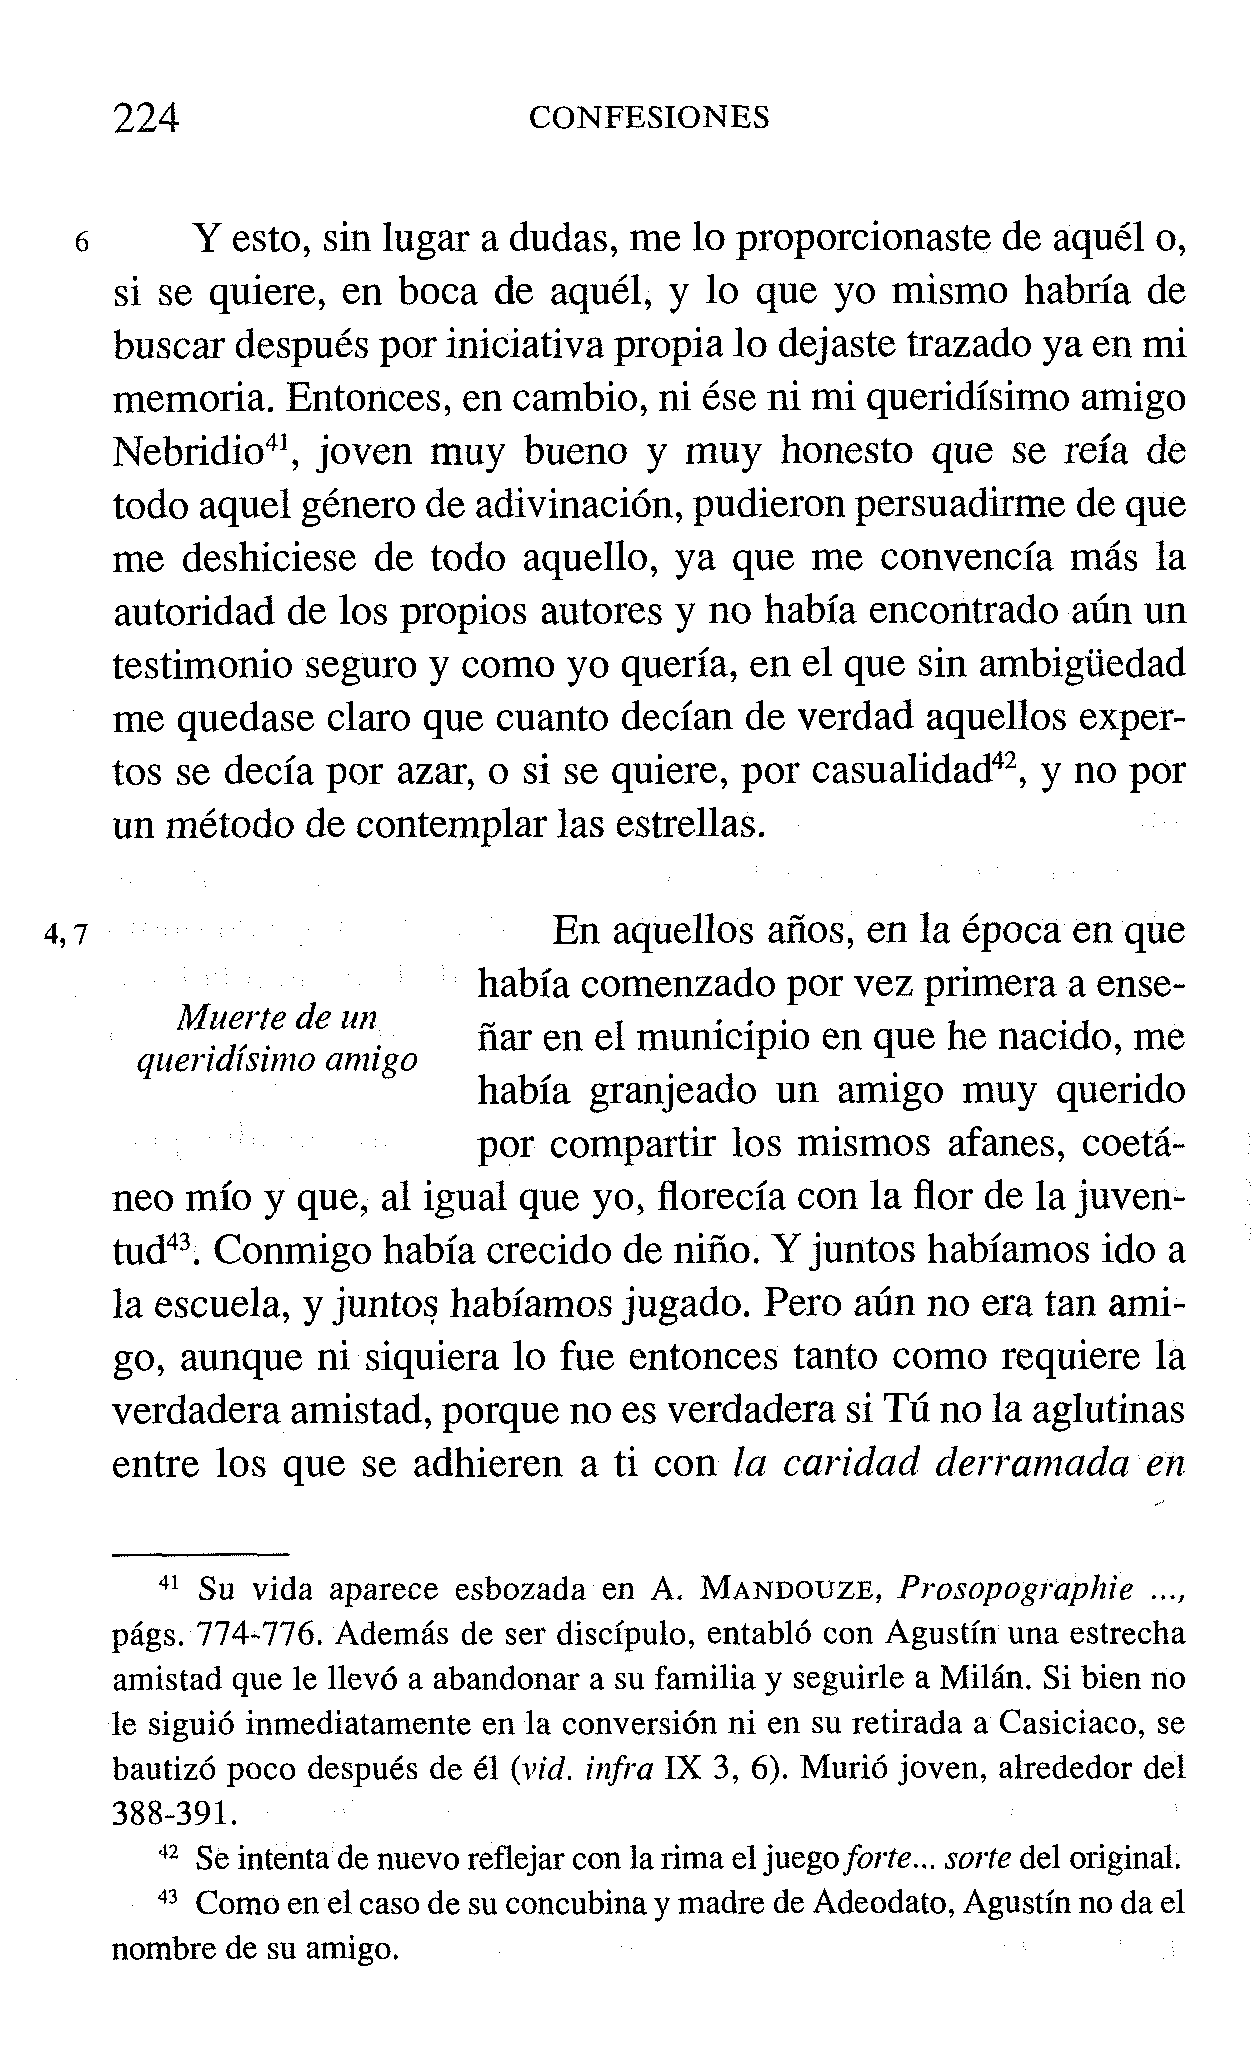 224 CONFESIONES
6 Y esto, sin lugar a dudas, me lo proporcionaste de aquél o,
si se quiere, en boca de aquél, y lo que yo mismo habría de
buscar después por iniciativa propia lo dejaste trazado ya en mi
memoria. Entonces, en cambio, ni ése ni mi queridísimo amigo
Nebridio⁴¹, joven muy bueno y muy honesto que se reía de
todo aquel género de adivinación, pudieron persuadirme de que
me deshiciese de todo aquello, ya que me convencía más la
autoridad de los propios autores y no había encontrado aún un
testimonio seguro y como yo quería, en el que sin ambigüedad
me quedase claro que cuanto decían de verdad aquellos exper-
tos se decía por azar, o si se quiere, por casualidad⁴², y no por
un método de contemplar las estrellas.
4, 7
Muerte de un
queridísimo amigo
En aquellos años, en la época en que
había comenzado por vez primera a ense-
ñar en el municipio en que he nacido, me
había granjeado un amigo muy querido
por compartir los mismos afanes, coetá-
neo mío y que, al igual que yo, florecía con la flor de la juven-
tud⁴³. Conmigo había crecido de niño. Y juntos habíamos ido a
la escuela, y juntos habíamos jugado. Pero aún no era tan ami-
go, aunque ni siquiera lo fue entonces tanto como requiere la
verdadera amistad, porque no es verdadera si Tú no la aglutinas
entre los que se adhieren a ti con la caridad derramada en
⁴¹ Su vida aparece esbozada en A. MANDOUZE, Prosopographie ...,
págs. 774-776. Además de ser discípulo, entabló con Agustín una estrecha
amistad que le llevó a abandonar a su familia y seguirle a Milán. Si bien no
le siguió inmediatamente en la conversión ni en su retirada a Casiciaco, se
bautizó poco después de él (vid. infra IX 3, 6). Murió joven, alrededor del
388-391.
⁴² Se intenta de nuevo reflejar con la rima el juego forte... sorte del original.
⁴³ Como en el caso de su concubina y madre de Adeodato, Agustín no da el
nombre de su amigo.